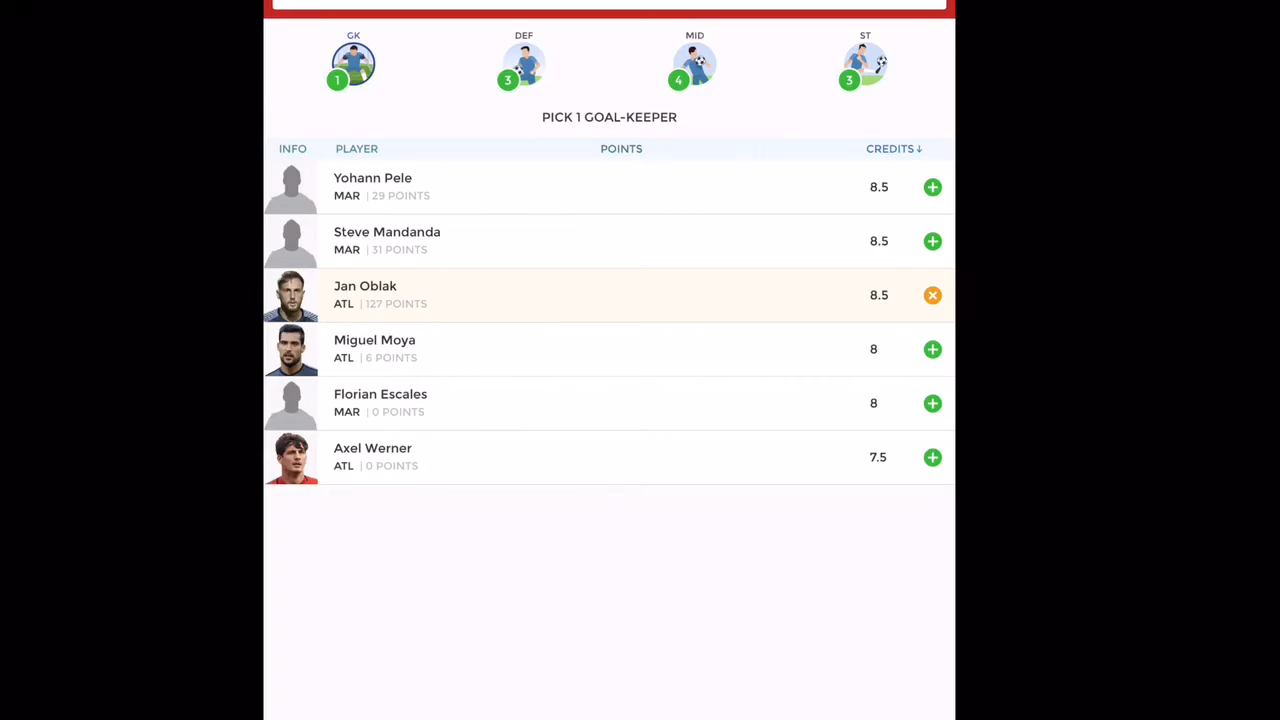 GK DEF MID ST
1 3 4 3
PICK 1 GOAL-KEEPER
INFO PLAYER POINTS CREDITS↓
Yohann Pele
MAR | 29 POINTS 8.5
Steve Mandanda
MAR | 31 POINTS 8.5
Jan Oblak
ATL | 127 POINTS 8.5
Miguel Moya
ATL | 6 POINTS 8
Florian Escales
MAR | 0 POINTS 8
Axel Werner
ATL | 0 POINTS 7.5